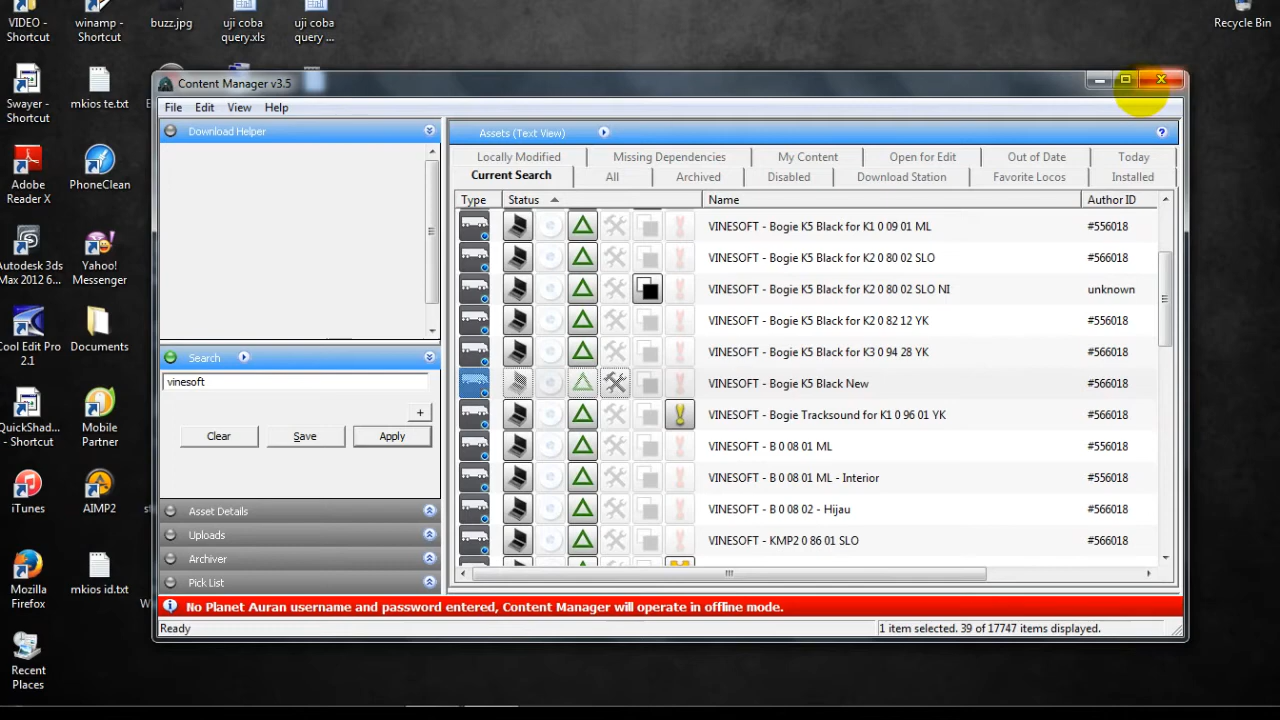 VIDEO -
Shortcut
winamp -
Shortcut
buzz.jpg
uji coba
query.xls
uji coba
query ...
Recycle Bin
Swayer -
Shortcut
mkios te.txt
Adobe
Reader X
PhoneClean
Autodesk 3ds
Max 2012 6...
Yahoo!
Messenger
Cool Edit Pro
2.1
Documents
QuickShad...
- Shortcut
Mobile
Partner
iTunes
AIMP2
Mozilla
Firefox
mkios id.txt
Recent
Places
Content Manager v3.5
File Edit View Help
Download Helper
Search
vinesoft
+
Clear Save Apply
Asset Details
Uploads
Archiver
Pick List
Assets (Text View) ?
Locally Modified Missing Dependencies My Content Open for Edit Out of Date Today
Current Search All Archived Disabled Download Station Favorite Locos Installed
Type Status Name Author ID
VINESOFT - Bogie K5 Black for K1 0 09 01 ML #556018
VINESOFT - Bogie K5 Black for K2 0 80 02 SLO #566018
VINESOFT - Bogie K5 Black for K2 0 80 02 SLO NI unknown
VINESOFT - Bogie K5 Black for K2 0 82 12 YK #566018
VINESOFT - Bogie K5 Black for K3 0 94 28 YK #566018
VINESOFT - Bogie K5 Black New #566018
VINESOFT - Bogie Tracksound for K1 0 96 01 YK #566018
VINESOFT - B 0 08 01 ML #556018
VINESOFT - B 0 08 01 ML - Interior #566018
VINESOFT - B 0 08 02 - Hijau #566018
VINESOFT - KMP2 0 86 01 SLO #566018
No Planet Auran username and password entered, Content Manager will operate in offline mode.
Ready 1 item selected. 39 of 17747 items displayed.